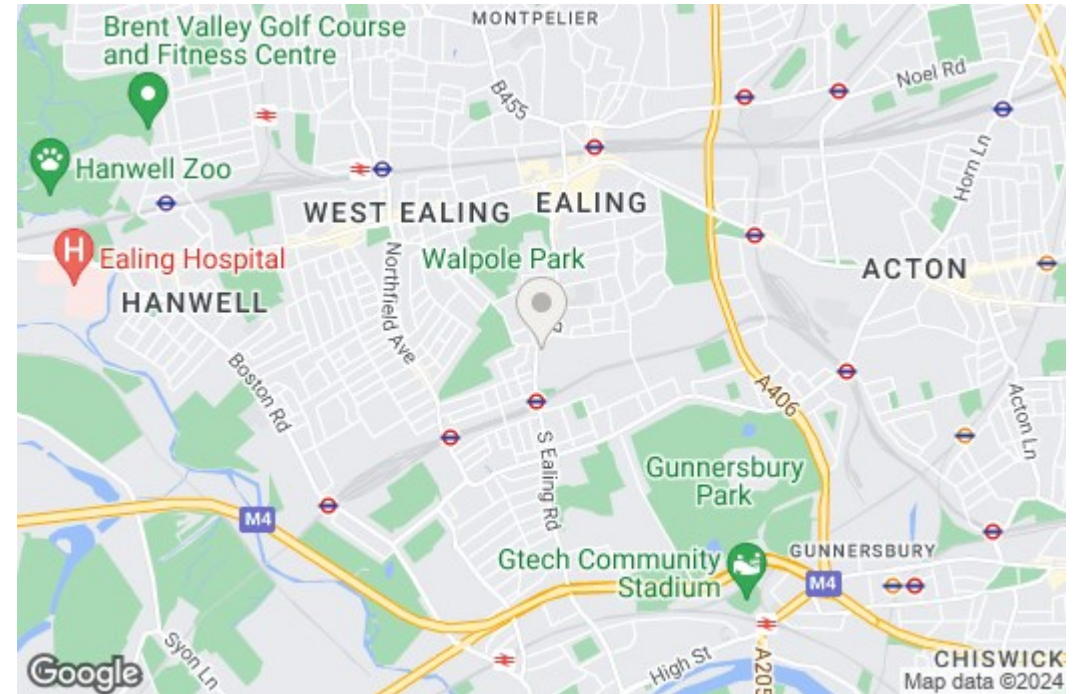 MONTPELIER
Brent Valley Golf Course
and Fitness Centre
Noel Rd
B455
Horn Ln
Hanwell Zoo
WEST EALING
EALING
Walpole Park
Ealing Hospital
H
HANWELL
Northfield Ave
ACTON
Boston Rd
A406
Acton Ln
S Ealing Rd
Gunnersbury
Park
M4
Gtech Community
Stadium
GUNNERSBURY
M4
Syon Ln
High St
A205
CHISWICK
Google
Map data ©2024